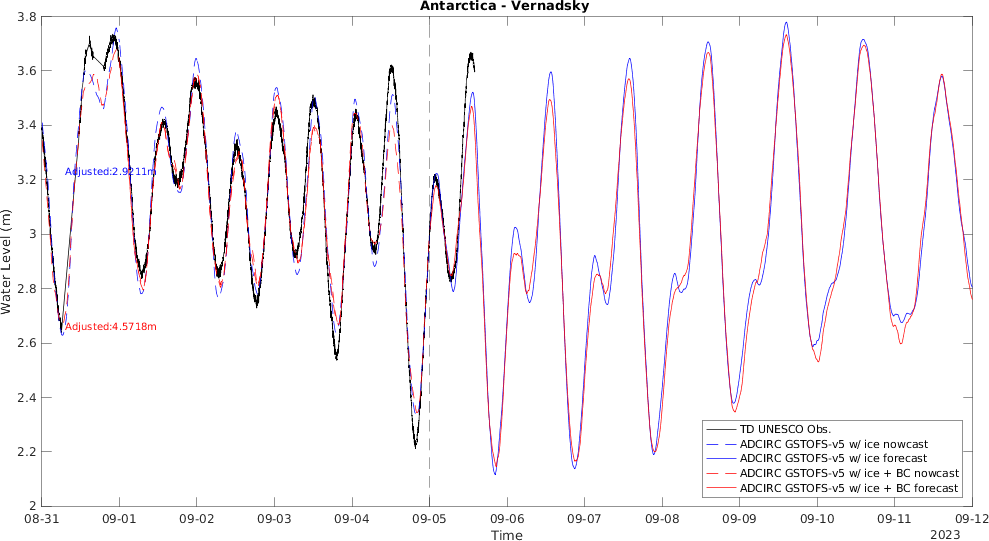 Antarctica - Vernadsky
3.8
3.6
3.4
3.2
3
2.8
2.6
2.4
2.2
2
Water Level (m)
Adjusted:2.9211m
Adjusted:4.5718m
TD UNESCO Obs.
ADCIRC GSTOFS-v5 w/ ice nowcast
ADCIRC GSTOFS-v5 w/ ice forecast
ADCIRC GSTOFS-v5 w/ ice + BC nowcast
ADCIRC GSTOFS-v5 w/ ice + BC forecast
08-31 09-01 09-02 09-03 09-04 09-05 09-06 09-07 09-08 09-09 09-10 09-11 09-12
Time
2023